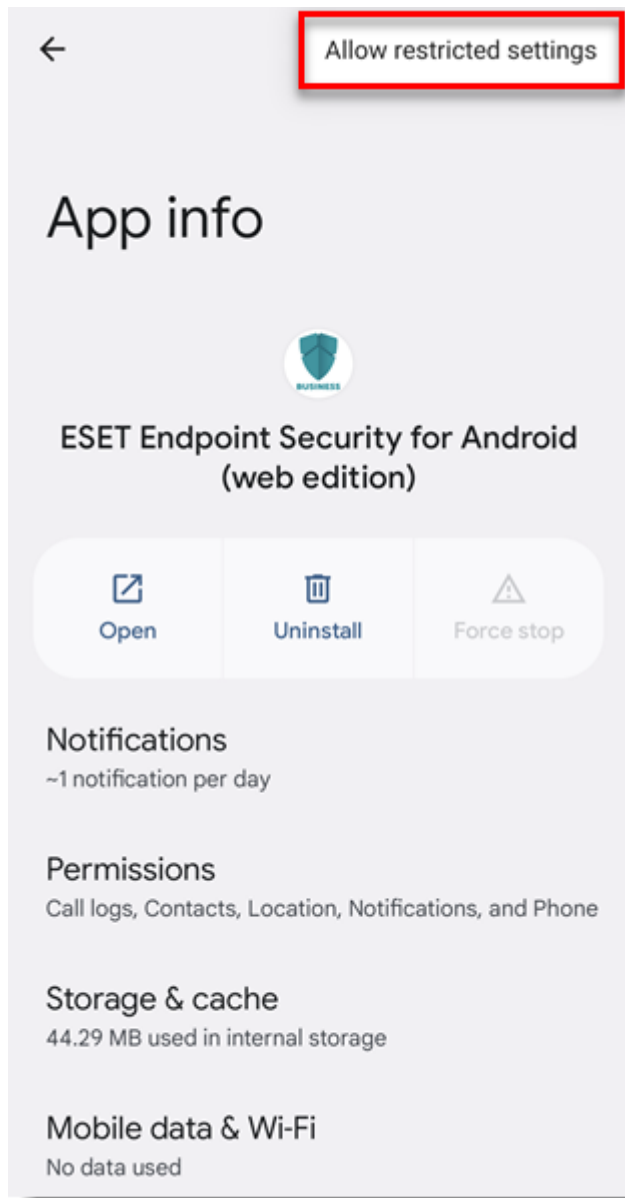 Allow restricted settings
App info
BUSINESS
ESET Endpoint Security for Android
(web edition)
Open
Uninstall
Force stop
Notifications
~1 notification per day
Permissions
Call logs, Contacts, Location, Notifications, and Phone
Storage & cache
44.29 MB used in internal storage
Mobile data & Wi-Fi
No data used